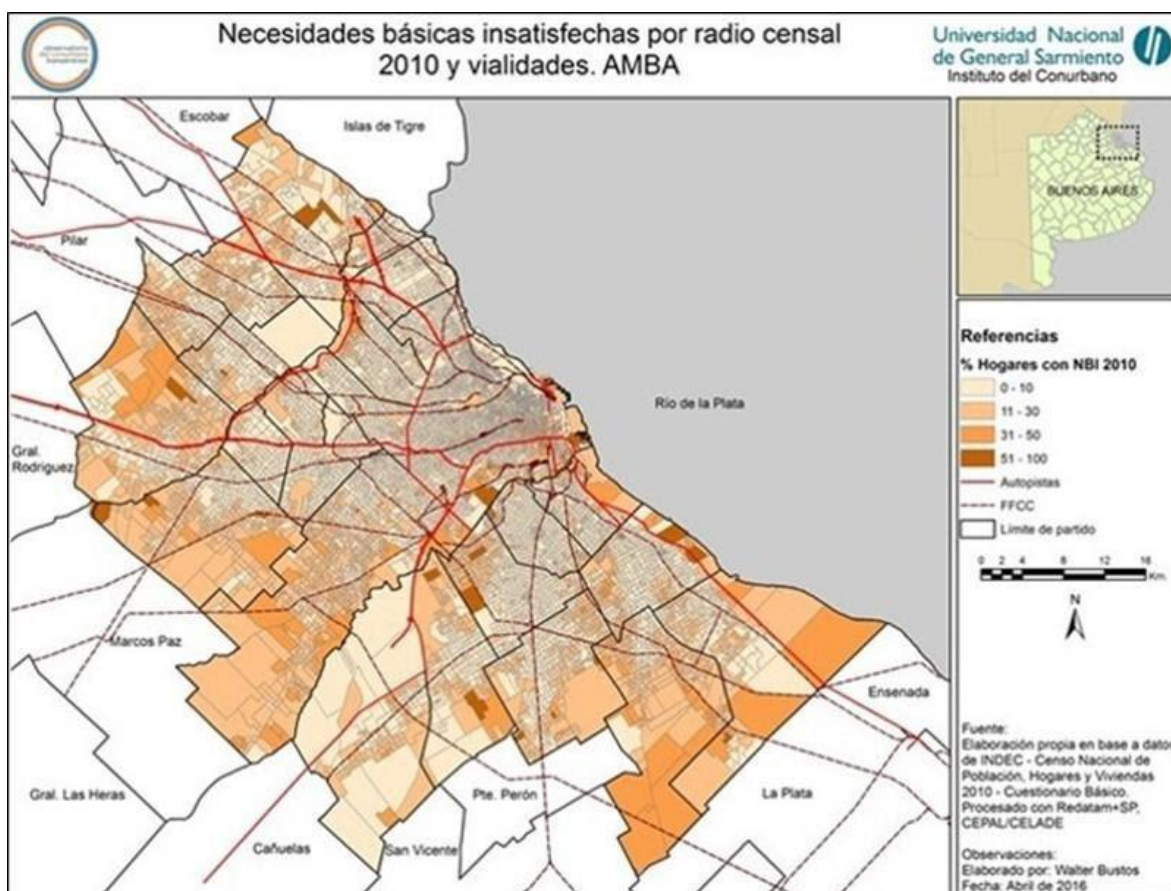 observatorio
del conurbano
bonaerense
Necesidades básicas insatisfechas por radio censal
2010 y vialidades. AMBA
Universidad Nacional
de General Sarmiento
Instituto del Conurbano
Escobar
Islas de Tigre
Pilar
Río de la Plata
Gral.
Rodriguez
Marcos Paz
Ensenada
La Plata
Pte. Perón
Gral. Las Heras
San Vicente
Cañuelas
BUENOS AIRES
Referencias
% Hogares con NBI 2010
0 - 10
11 - 30
31 - 50
51 - 100
Autopistas
FFCC
Límite de partido
0 2 4 8 12 16
Km.
N
Fuente:
Elaboración propia en base a datos
de INDEC - Censo Nacional de
Población, Hogares y Viviendas
2010 - Cuestionario Básico.
Procesado con Redatam+SP,
CEPAL/CELADE
Observaciones:
Elaborado por: Walter Bustos
Fecha: Abril de 2016